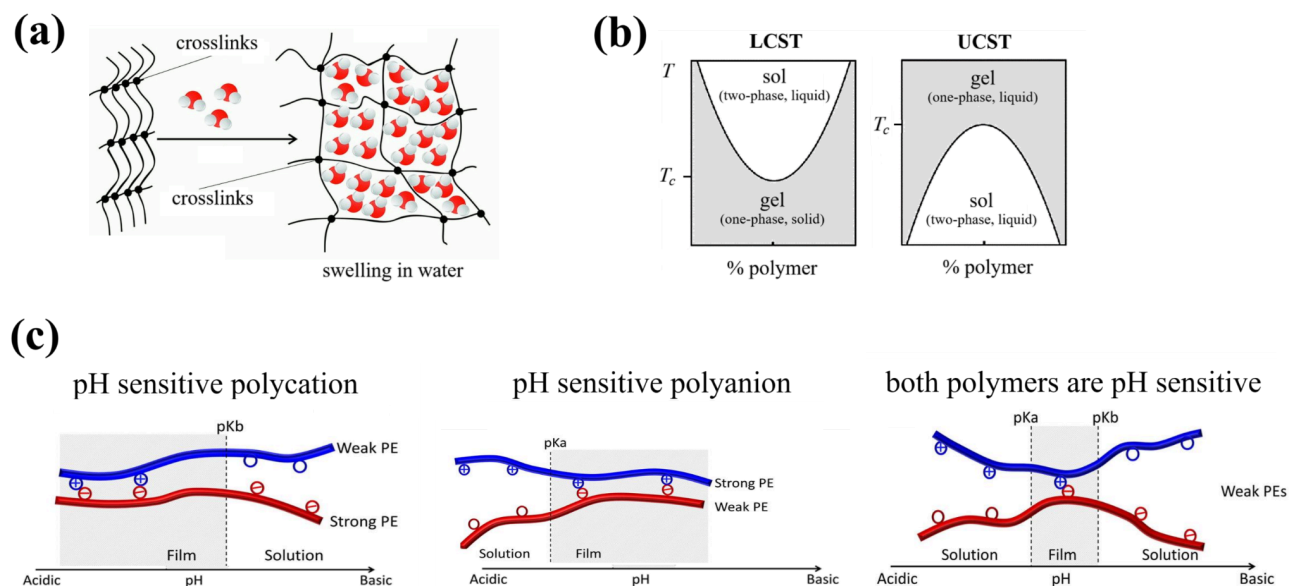 (a)
crosslinks
crosslinks
swelling in water
(b)
LCST
T
sol
(two-phase, liquid)
Tc
gel
(one-phase, solid)
% polymer
UCST
gel
(one-phase, liquid)
Tc
sol
(two-phase, liquid)
% polymer
(c)
pH sensitive polycation
pKb
Weak PE
Strong PE
Film
Solution
Acidic
pH
Basic
pH sensitive polyanion
pKa
Strong PE
Weak PE
Solution
Film
Acidic
pH
Basic
both polymers are pH sensitive
pKa
pKb
Weak PEs
Solution
Film
Solution
Acidic
pH
Basic